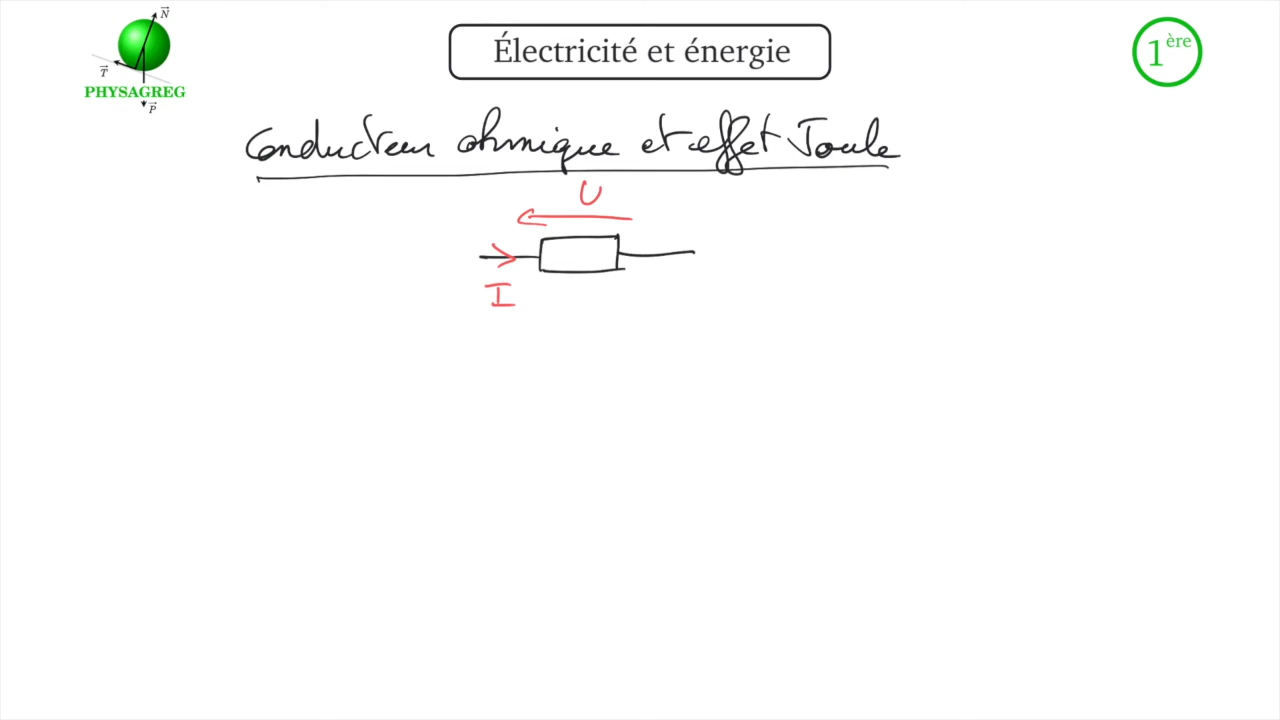 N
T
PHYSAGREG
P
Électricité et énergie
1ère
Conducteur ohmique et effet Joule
U
I